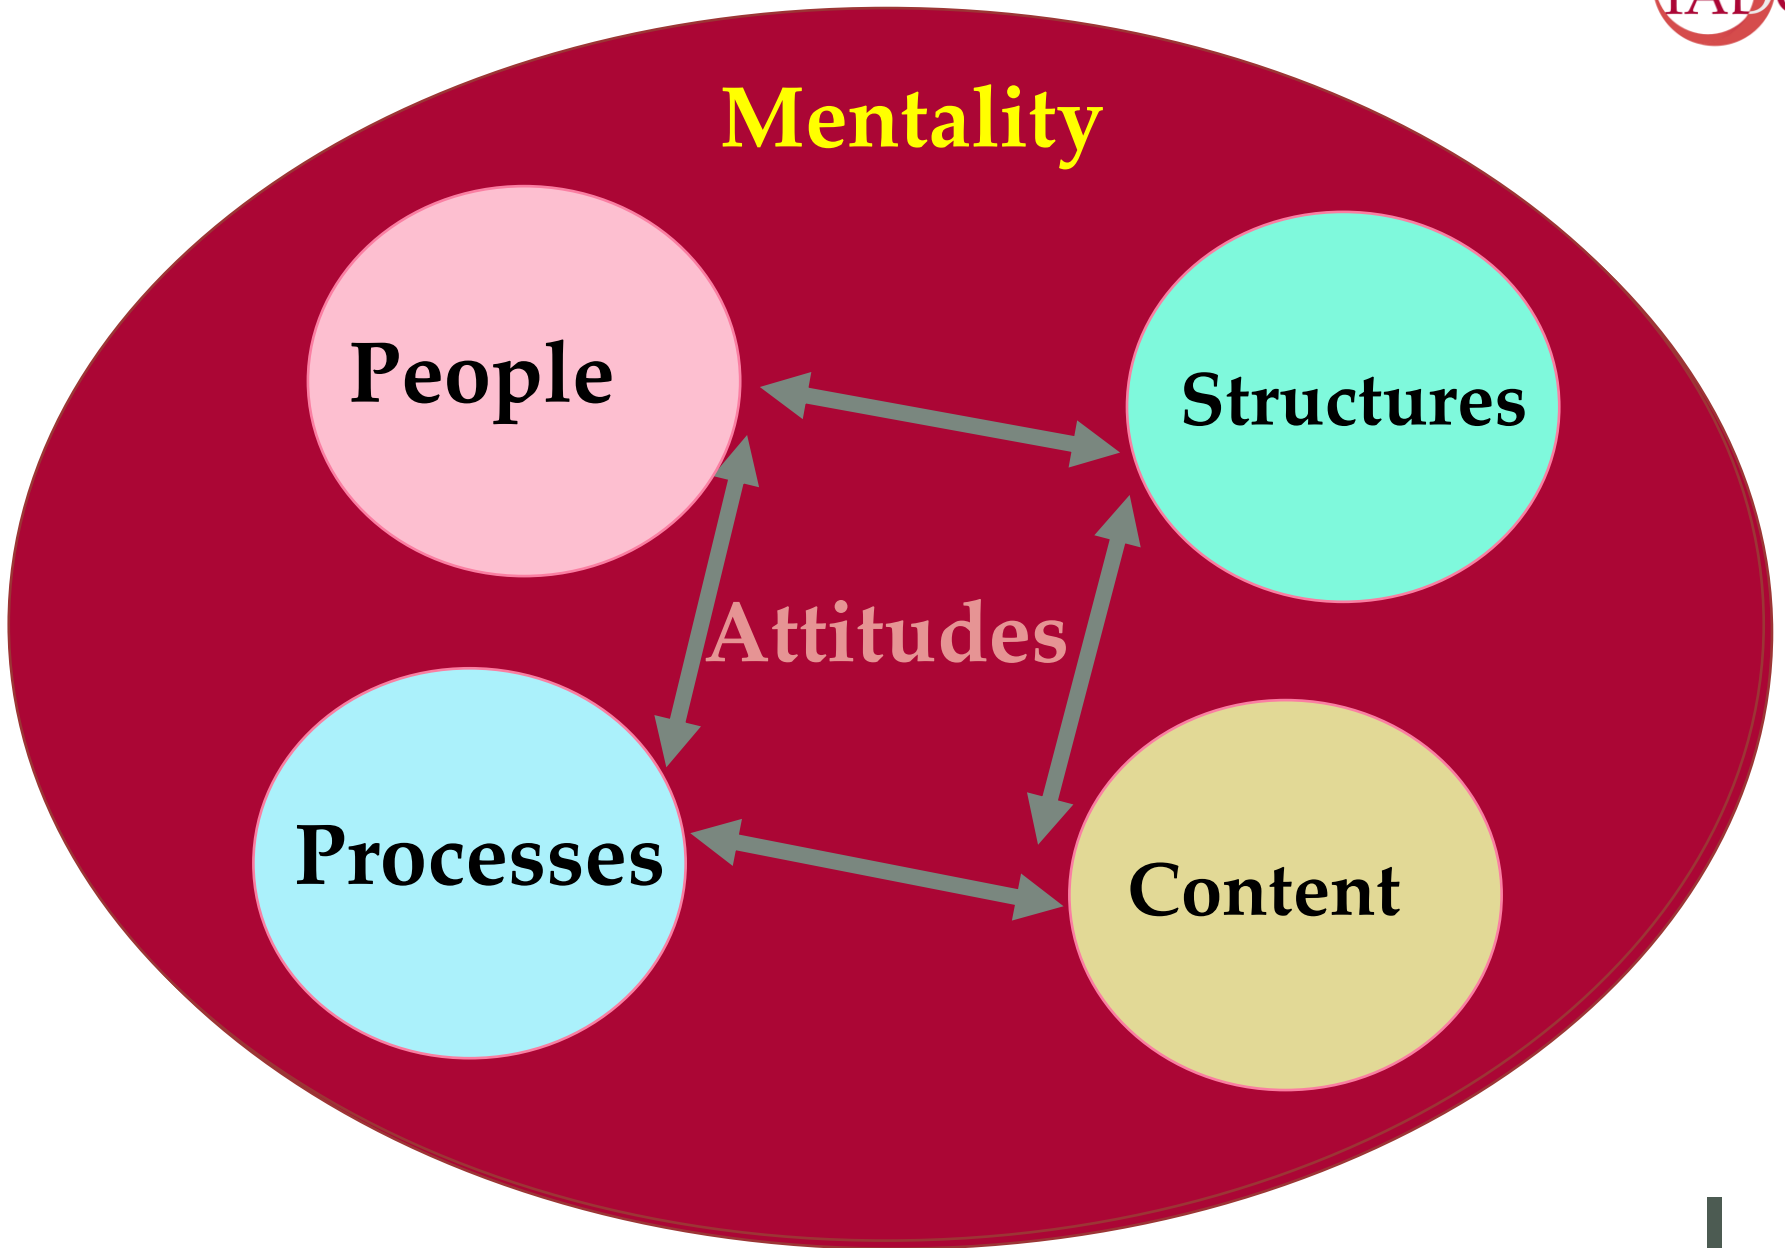 Mentality
People
Structures
Attitudes
Processes
Content